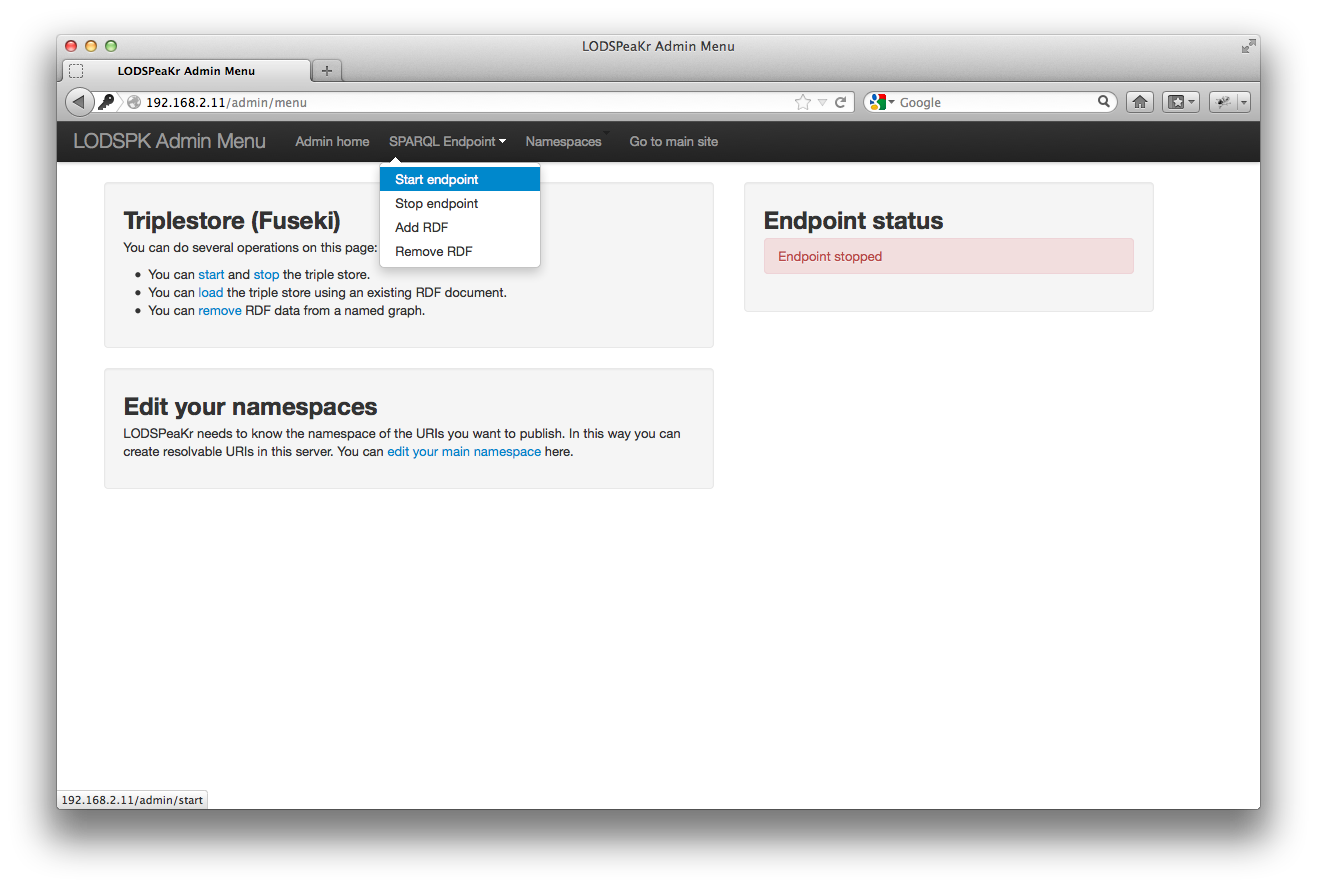 LODSPeaKr Admin Menu
LODSPeaKr Admin Menu
192.168.2.11/admin/menu
Google
LODSPK Admin Menu Admin home SPARQL Endpoint Namespaces Go to main site
Start endpoint
Stop endpoint
Add RDF
Remove RDF
Triplestore (Fuseki)
You can do several operations on this page:
• You can start and stop the triple store.
• You can load the triple store using an existing RDF document.
• You can remove RDF data from a named graph.
Endpoint status
Endpoint stopped
Edit your namespaces
LODSPeaKr needs to know the namespace of the URIs you want to publish. In this way you can
create resolvable URIs in this server. You can edit your main namespace here.
192.168.2.11/admin/start